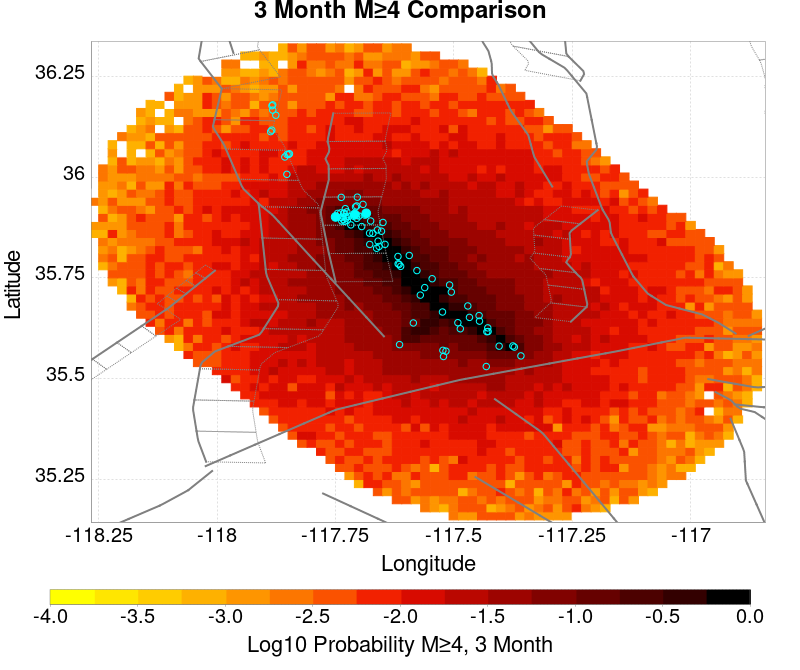 3 Month M≥4 Comparison
36.25
36
35.75
35.5
35.25
Latitude
-118.25 -118 -117.75 -117.5 -117.25 -117
Longitude
-4.0 -3.5 -3.0 -2.5 -2.0 -1.5 -1.0 -0.5 0.0
Log10 Probability M≥4, 3 Month